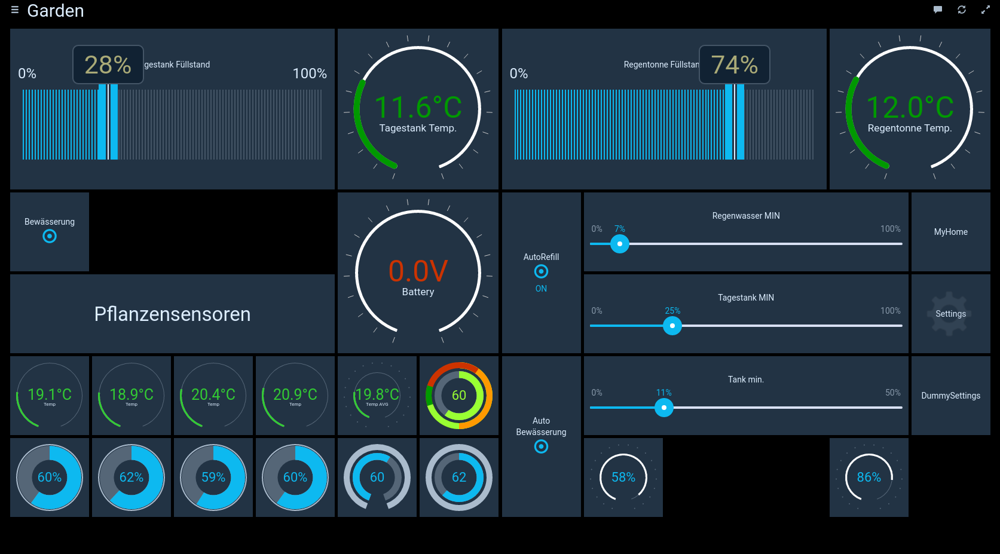 Garden
28%
gestank Füllstand
0%
100%
11.6°C
Tagestank Temp.
74%
Regentonne Füllstan
0%
12.0°C
Regentonne Temp.
Bewässerung
0.0V
Battery
AutoRefill
ON
Regenwasser MIN
0%
7%
100%
MyHome
Pflanzensensoren
Tagestank MIN
0%
25%
100%
Settings
19.1°C
Temp
18.9°C
Temp
20.4°C
Temp
20.9°C
Temp
19.8°C
Temp AVG
60
Auto
Bewässerung
Tank min.
0%
11%
50%
DummySettings
60%
62%
59%
60%
60
62
58%
86%